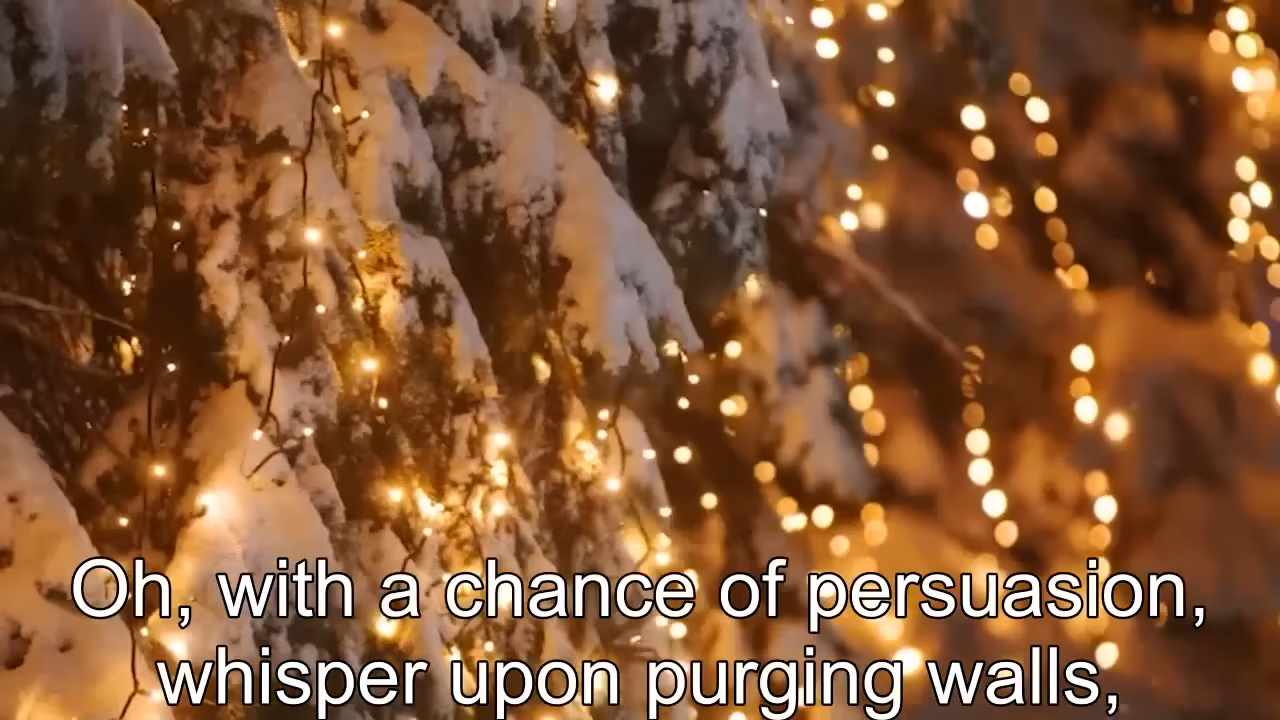 Oh, with a chance of persuasion,
whisper upon purging walls,